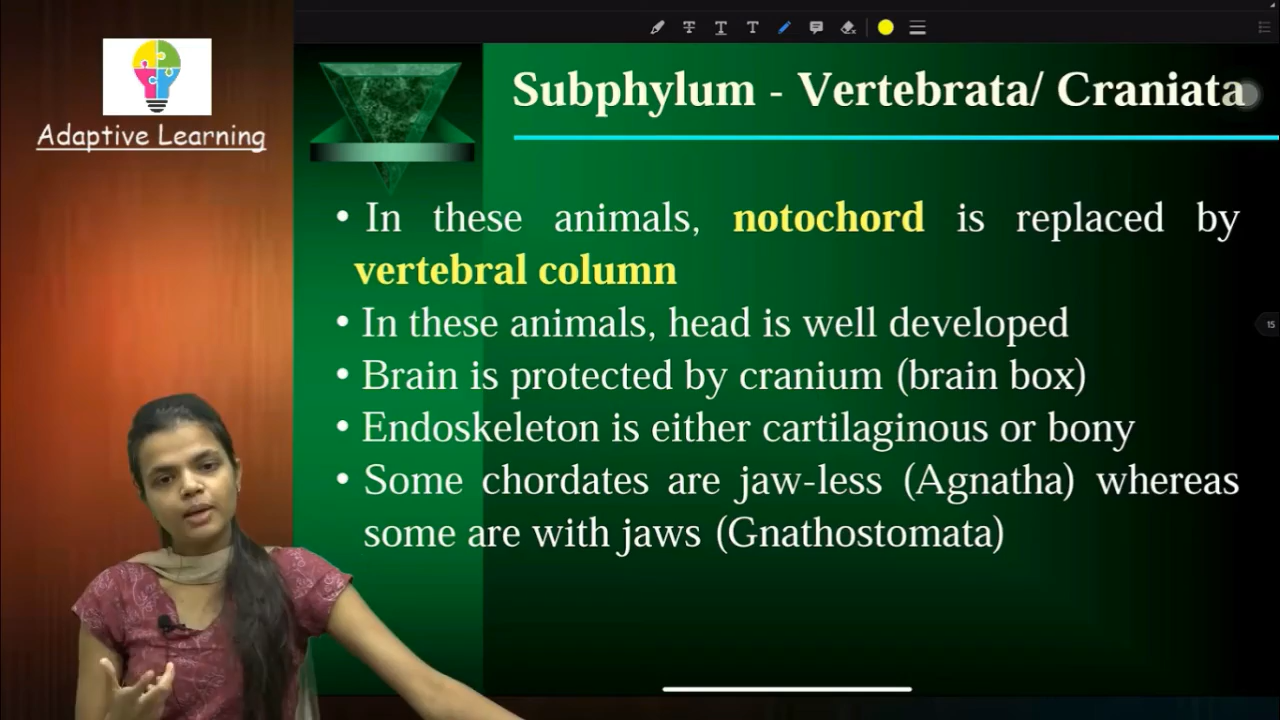 Adaptive Learning
Subphylum - Vertebrata/ Craniata
• In these animals, notochord is replaced by
vertebral column
• In these animals, head is well developed
• Brain is protected by cranium (brain box)
• Endoskeleton is either cartilaginous or bony
• Some chordates are jaw-less (Agnatha) whereas
some are with jaws (Gnathostomata)
15